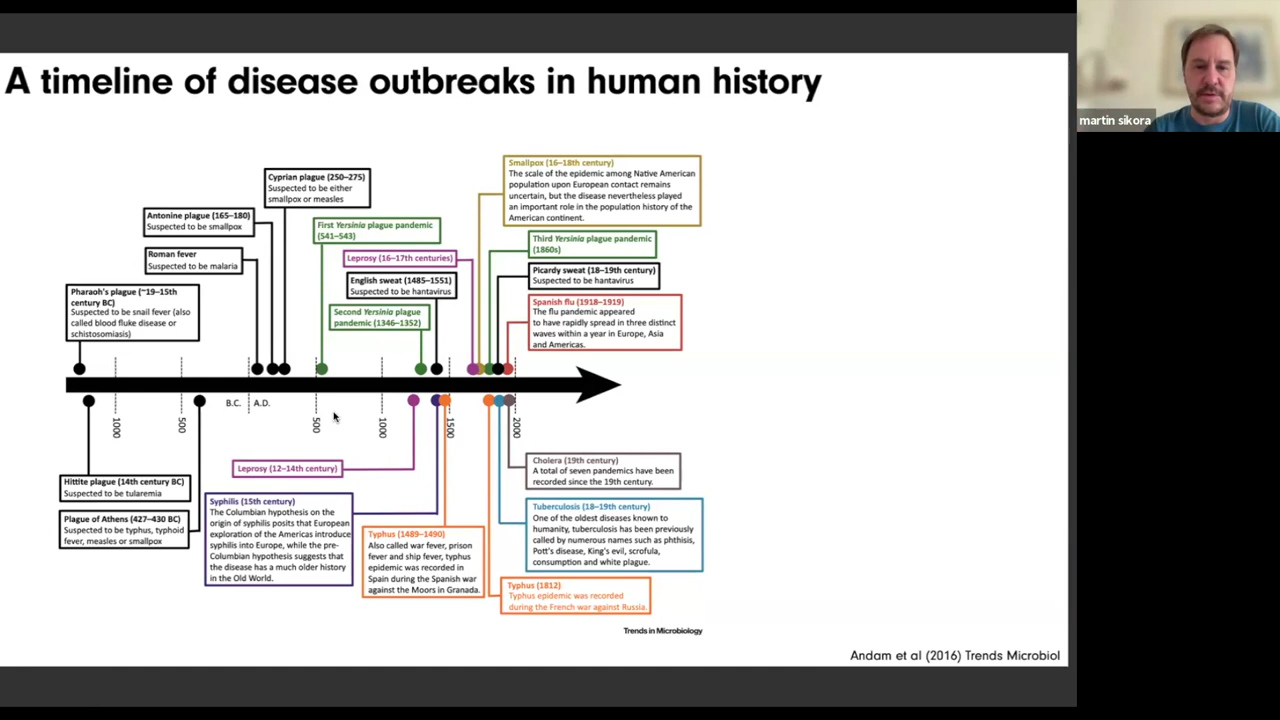 A timeline of disease outbreaks in human history
martin sikora
Smallpox (16–18th century)
The scale of the epidemic among Native American
population upon European contact remains
uncertain, but the disease nevertheless played
an important role in the population history of the
American continent.
Cyprian plague (250–275)
Suspected to be either
smallpox or measles
Antonine plague (165–180)
Suspected to be smallpox
First Yersinia plague pandemic
(541–543)
Third Yersinia plague pandemic
(1860s)
Roman fever
Suspected to be malaria
Leprosy (16–17th centuries)
Picardy sweat (18–19th century)
Suspected to be hantavirus
English sweat (1485–1551)
Suspected to be hantavirus
Pharaoh's plague (~19–15th
century BC)
Suspected to be snail fever (also
called blood fluke disease or
schistosomiasis)
Second Yersinia plague
pandemic (1346–1352)
Spanish flu (1918–1919)
The flu pandemic appeared
to have rapidly spread in three distinct
waves within a year in Europe, Asia
and Americas.
B.C. A.D.
1000
500
500
1000
1500
2000
Leprosy (12–14th century)
Cholera (19th century)
A total of seven pandemics have been
recorded since the 19th century.
Hittite plague (14th century BC)
Suspected to be tularemia
Plague of Athens (427–430 BC)
Suspected to be typhus, typhoid
fever, measles or smallpox
Syphilis (15th century)
The Columbian hypothesis on the
origin of syphilis posits that European
exploration of the Americas introduce
syphilis into Europe, while the pre-
Columbian hypothesis suggests that
the disease has a much older history
in the Old World.
Typhus (1489–1490)
Also called war fever, prison
fever and ship fever, typhus
epidemic was recorded in
Spain during the Spanish war
against the Moors in Granada.
Tuberculosis (18–19th century)
One of the oldest diseases known to
humanity, tuberculosis has been previously
called by numerous names such as phthisis,
Pott's disease, King's evil, scrofula,
consumption and white plague.
Typhus (1812)
Typhus epidemic was recorded
during the French war against Russia.
Trends in Microbiology
Andam et al (2016) Trends Microbiol